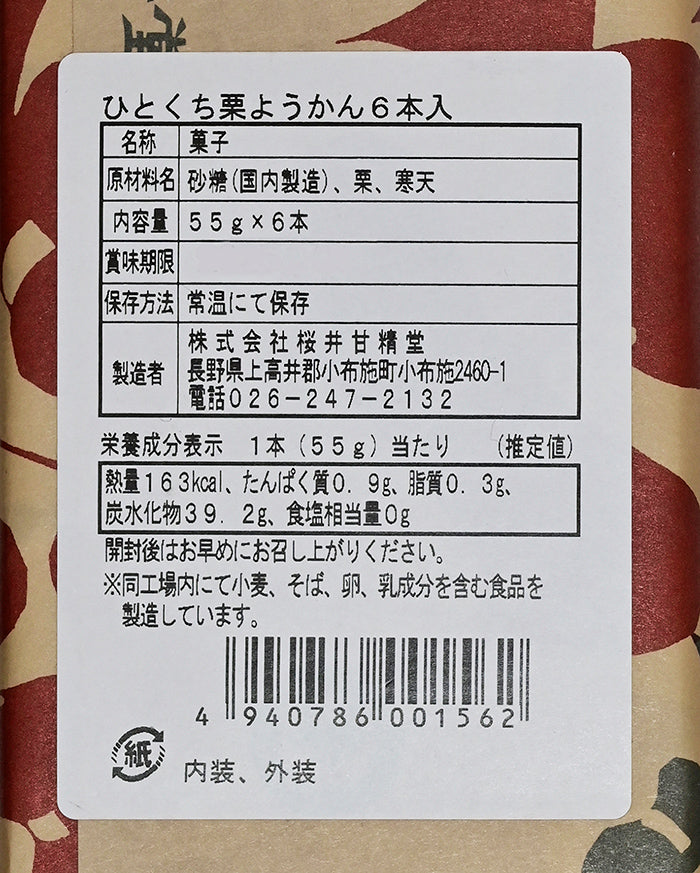 ひとくち栗ようかん６本入
名称 菓子
原材料名 砂糖(国内製造)、栗、寒天
内容量 ５５ｇ×６本
賞味期限
保存方法 常温にて保存
製造者 株式会社桜井甘精堂
長野県上高井郡小布施町小布施2460-1
電話０２６－２４７－２１３２
栄養成分表示 １本（５５ｇ）当たり （推定値）
熱量１６３kcal、たんぱく質０．９g、脂質０．３g、
炭水化物３９．２g、食塩相当量０g
開封後はお早めにお召し上がりください。
※同工場内にて小麦、そば、卵、乳成分を含む食品を
製造しています。
4 940786 001562
紙 内装、外装